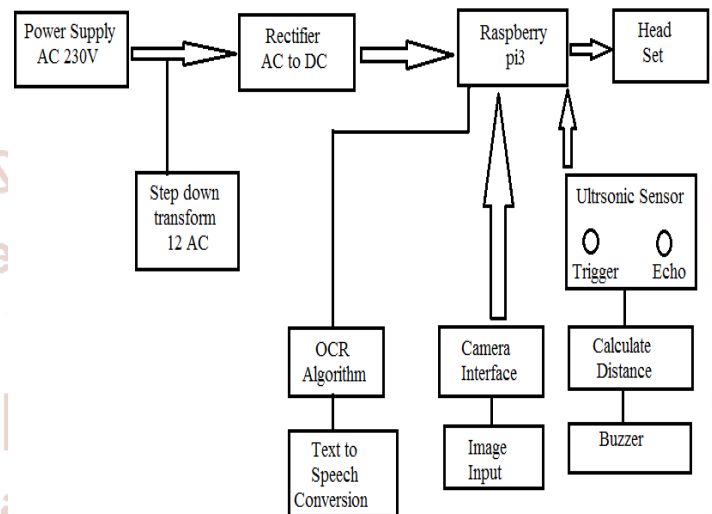 Power Supply
AC 230V
Rectifier
AC to DC
Raspberry
pi3
Head
Set
Step down
transform
12 AC
Ultrsonic Sensor
Trigger
Echo
OCR
Algorithm
Camera
Interface
Calculate
Distance
Text to
Speech
Conversion
Image
Input
Buzzer